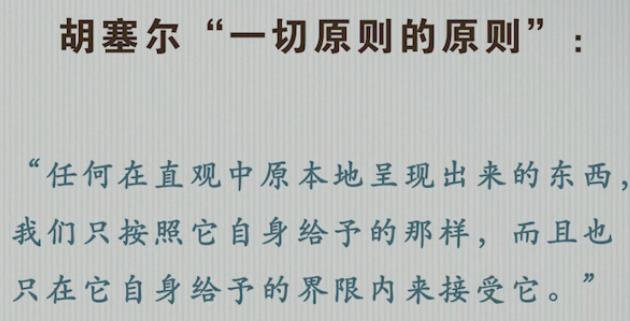 胡塞尔“一切原则的原则”：
“任何在直观中原本地呈现出来的东西，
我们只按照它自身给予的那样，而且也
只在它自身给予的界限内来接受它。”